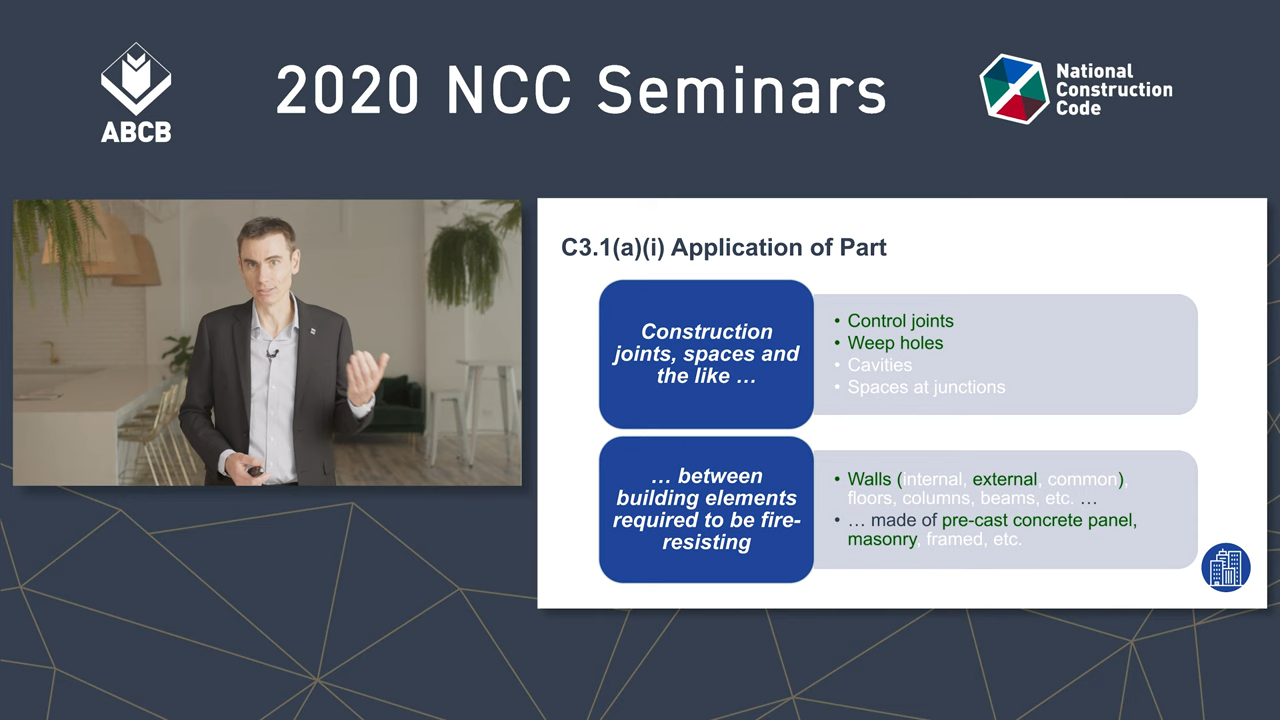 ABCB
2020 NCC Seminars
National
Construction
Code
C3.1(a)(i) Application of Part
Construction
joints, spaces and
the like …
• Control joints
• Weep holes
• Cavities
• Spaces at junctions
… between
building elements
required to be fire-
resisting
• Walls (internal, external, common),
floors, columns, beams, etc. …
• … made of pre-cast concrete panel,
masonry, framed, etc.